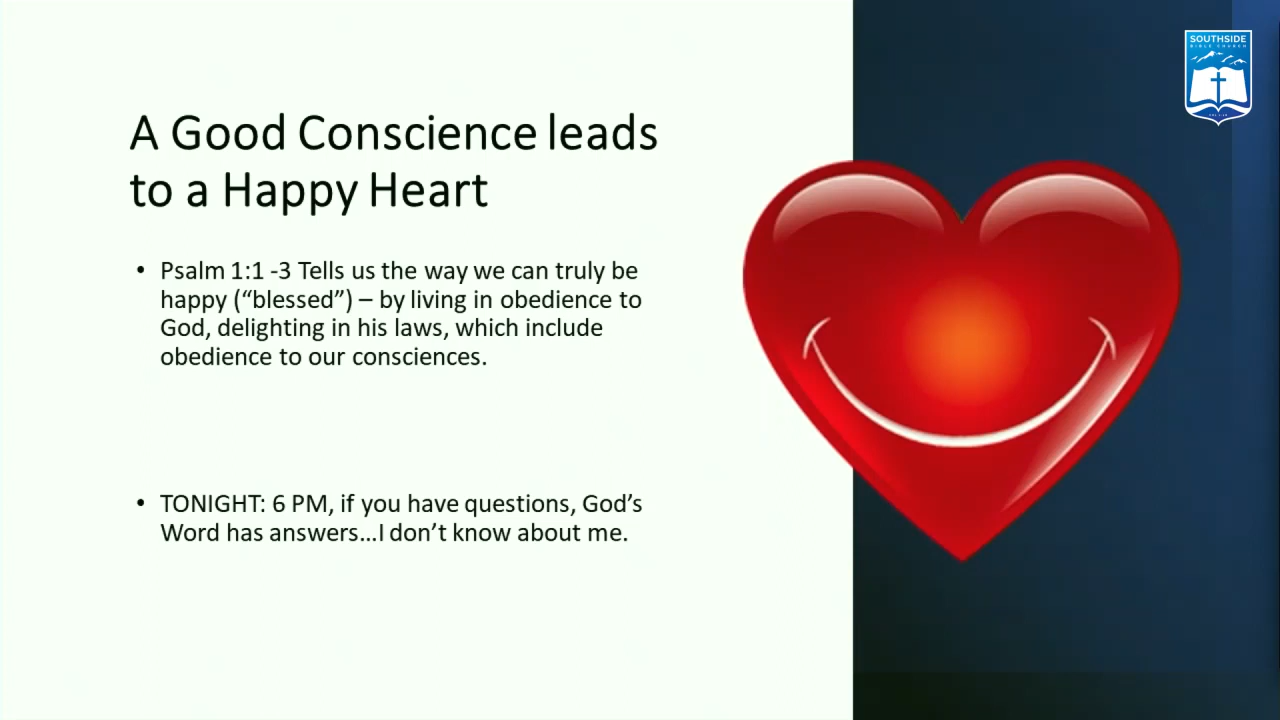 SOUTHSIDE
BIBLE CHURCH
A Good Conscience leads
to a Happy Heart
• Psalm 1:1 -3 Tells us the way we can truly be
happy (“blessed”) – by living in obedience to
God, delighting in his laws, which include
obedience to our consciences.
• TONIGHT: 6 PM, if you have questions, God’s
Word has answers…I don’t know about me.